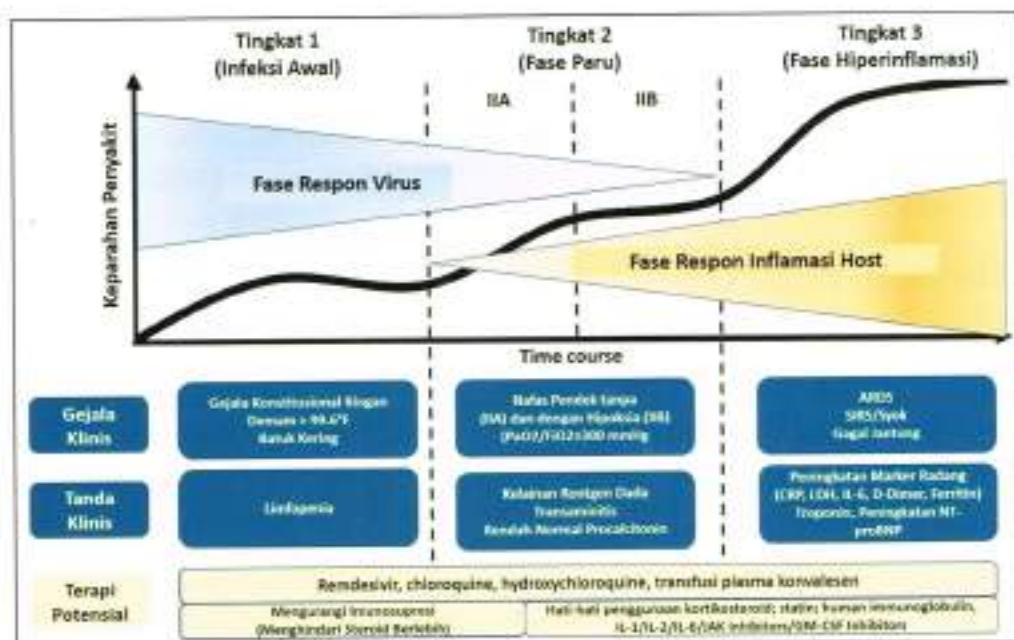 Tingkat 1
(Infeksi Awal)
Tingkat 2
(Fase Paru)
Tingkat 3
(Fase Hiperinflamasi)
IIA
IIB
Keparahan Penyakit
Fase Respon Virus
Fase Respon Inflamasi Host
Time course
Gejala
Klinis
Gejala Konstitusional Ringan
Demam > 99.6°F
Batuk Kering
Nafas Pendek tanpa
(IIA) dan dengan Hipoksia (IIB)
(PaO2/FiO2≤300 mmHg
ARDS
SIRS/Syok
Gagal Jantung
Tanda
Klinis
Limfopenia
Kelainan Rontgen Dada
Transaminitis
Rendah Normal Procalcitonin
Peningkatan Marker Radang
(CRP, LDH, IL-6, D-Dimer, Ferritin)
Troponin, Peningkatan NT-
proBNP
Terapi
Potensial
Remdesivir, chloroquine, hydroxychloroquine, transfusi plasma konvalesen
Mengurangi Imunosupresi
(Menghindari Steroid Berlebih)
Hati-hati penggunaan kortikosteroid; statin; human immunoglobulin,
IL-1/IL-2/IL-6/JAK inhibitors/GM-CSF Inhibitors